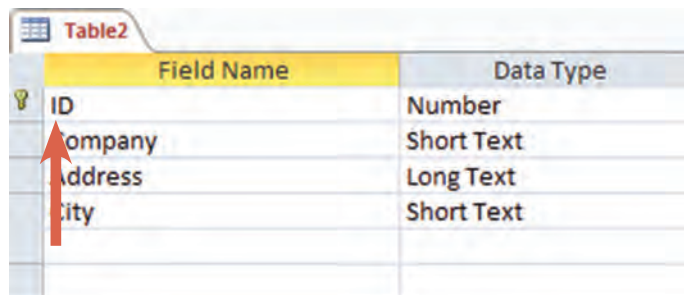 Table2
Field Name Data Type
ID Number
Company Short Text
Address Long Text
City Short Text